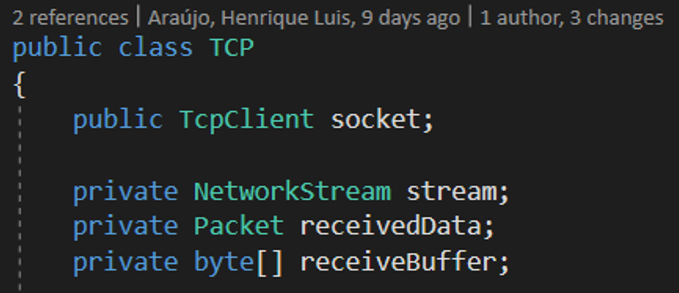 2 references | Araújo, Henrique Luis, 9 days ago | 1 author, 3 changes
public class TCP
{
public TcpClient socket;
private NetworkStream stream;
private Packet receivedData;
private byte[] receiveBuffer;